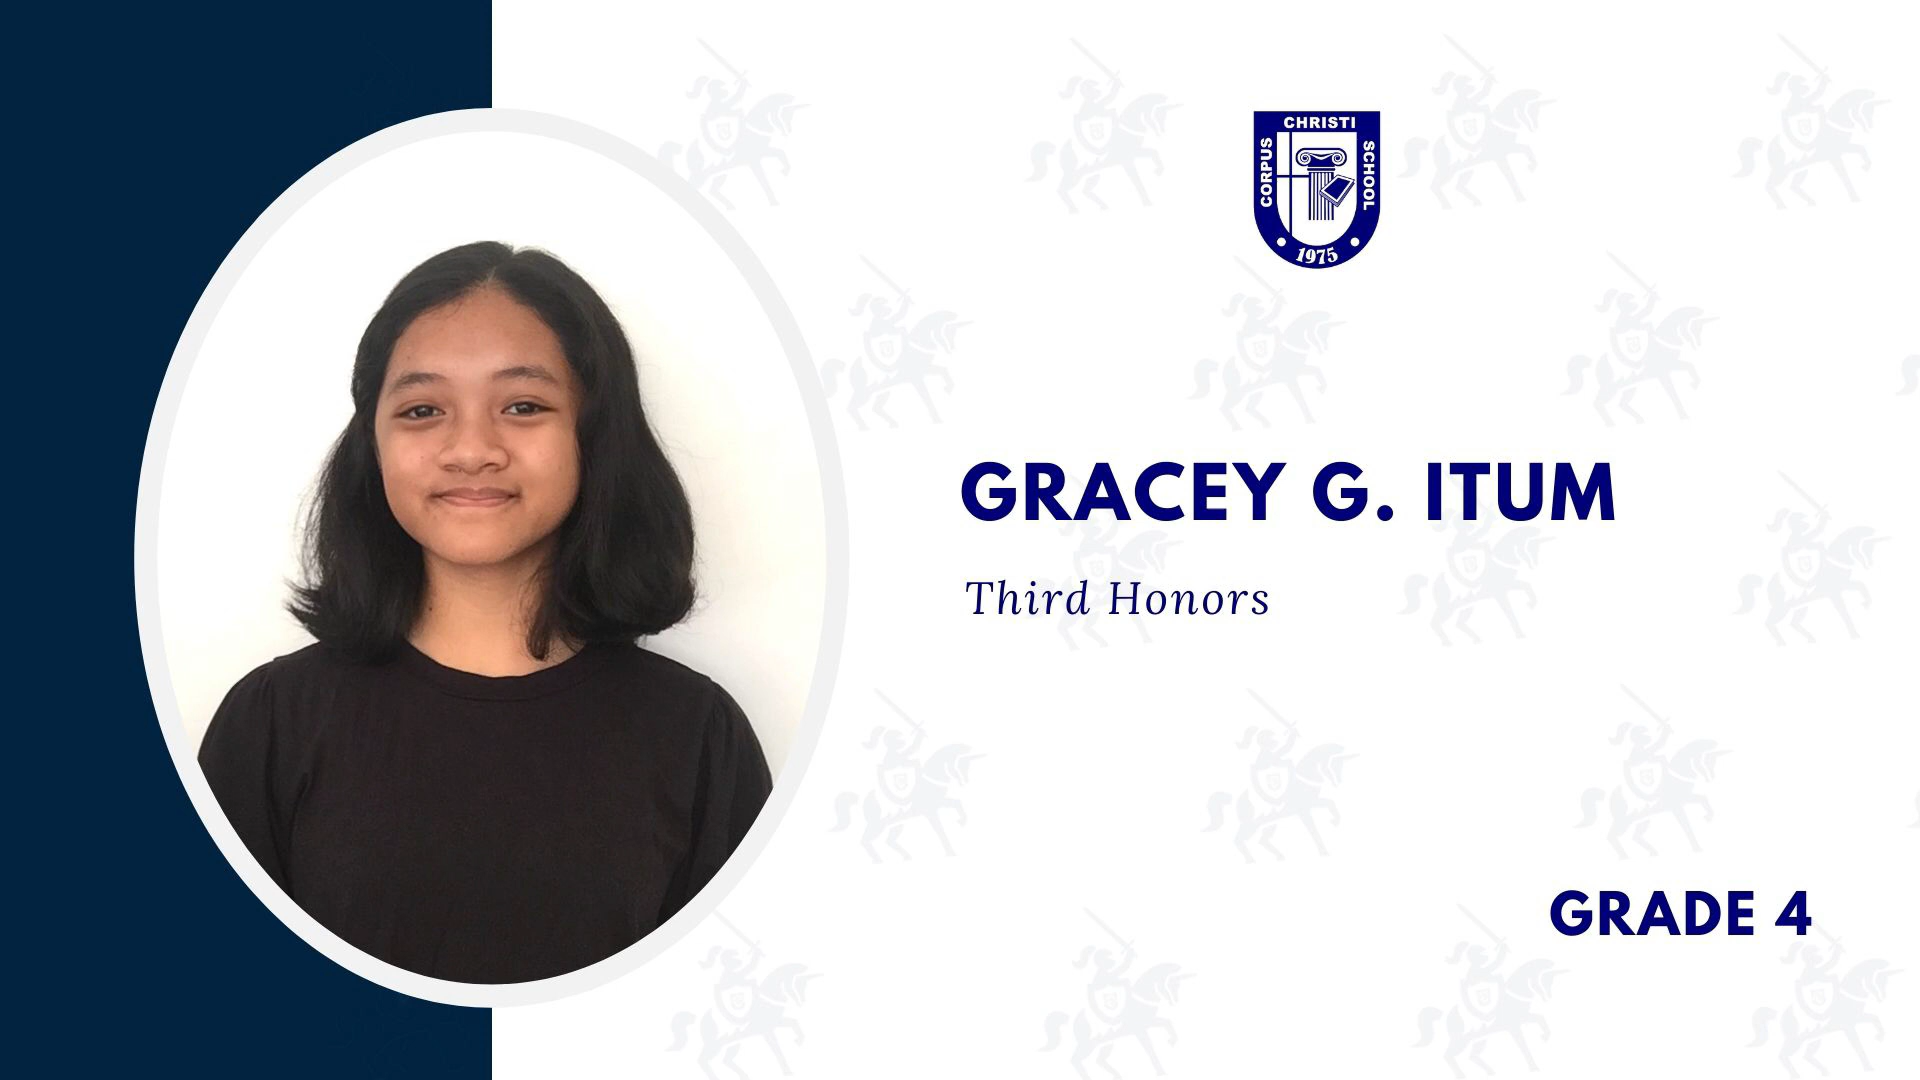 CORPUS CHRISTI SCHOOL
1975
GRACEY G. ITUM
Third Honors
GRADE 4